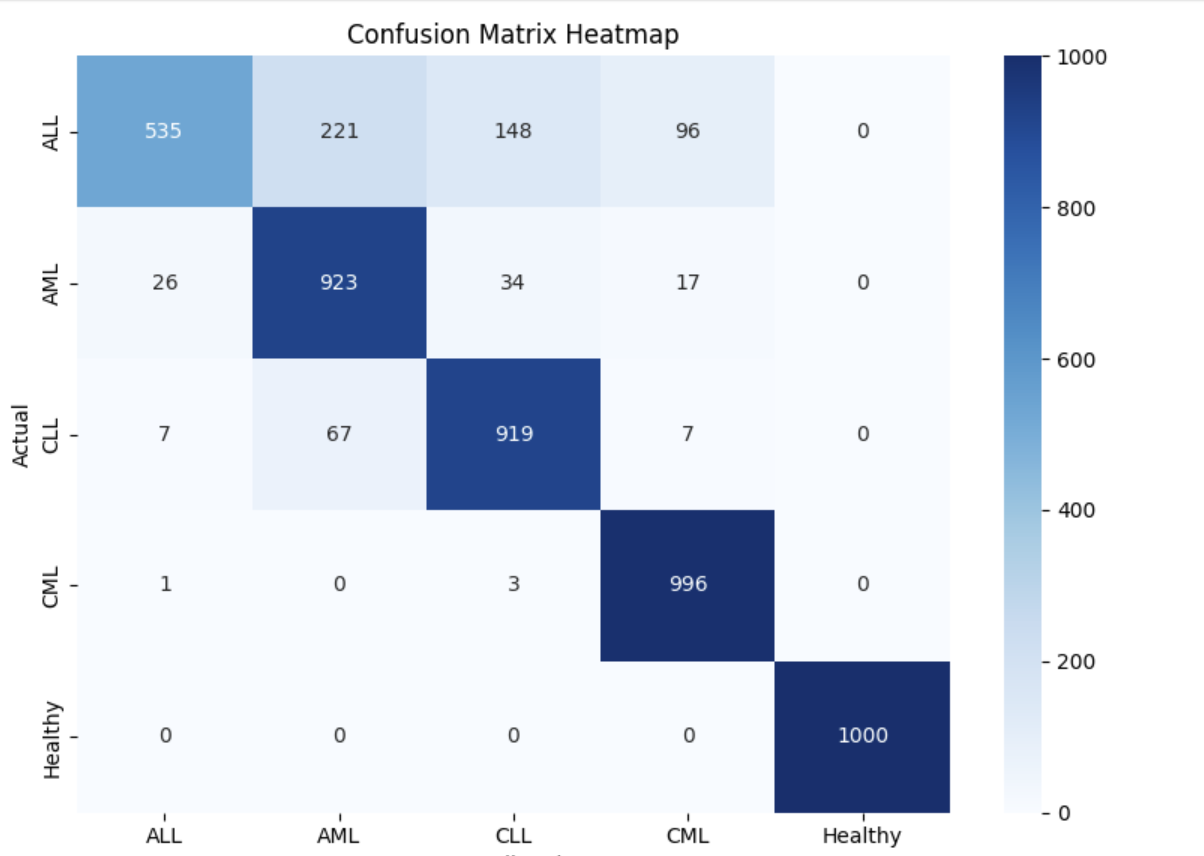 Confusion Matrix Heatmap
ALL 535 221 148 96 0
AML 26 923 34 17 0
CLL 7 67 919 7 0
CML 1 0 3 996 0
Healthy 0 0 0 0 1000
Actual
ALL AML CLL CML Healthy
1000
800
600
400
200
0